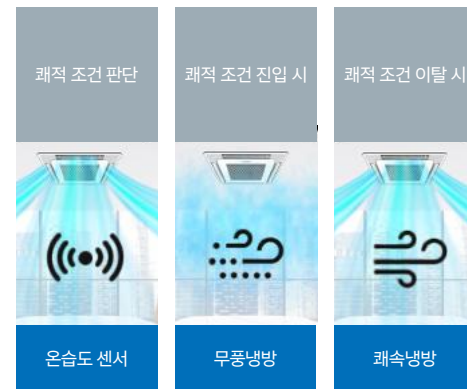 쾌적 조건 판단
쾌적 조건 진입 시
쾌적 조건 이탈 시
온습도 센서
무풍냉방
쾌속냉방